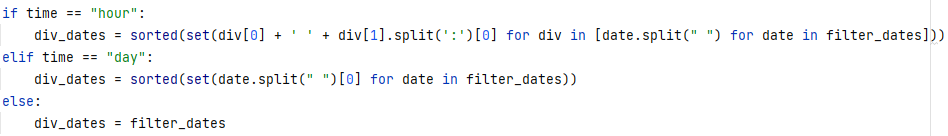 if time == "hour":
    div_dates = sorted(set(div[0] + ' ' + div[1].split(':')[0] for div in [date.split(" ") for date in filter_dates]))
elif time == "day":
    div_dates = sorted(set(date.split(" ")[0] for date in filter_dates))
else:
    div_dates = filter_dates